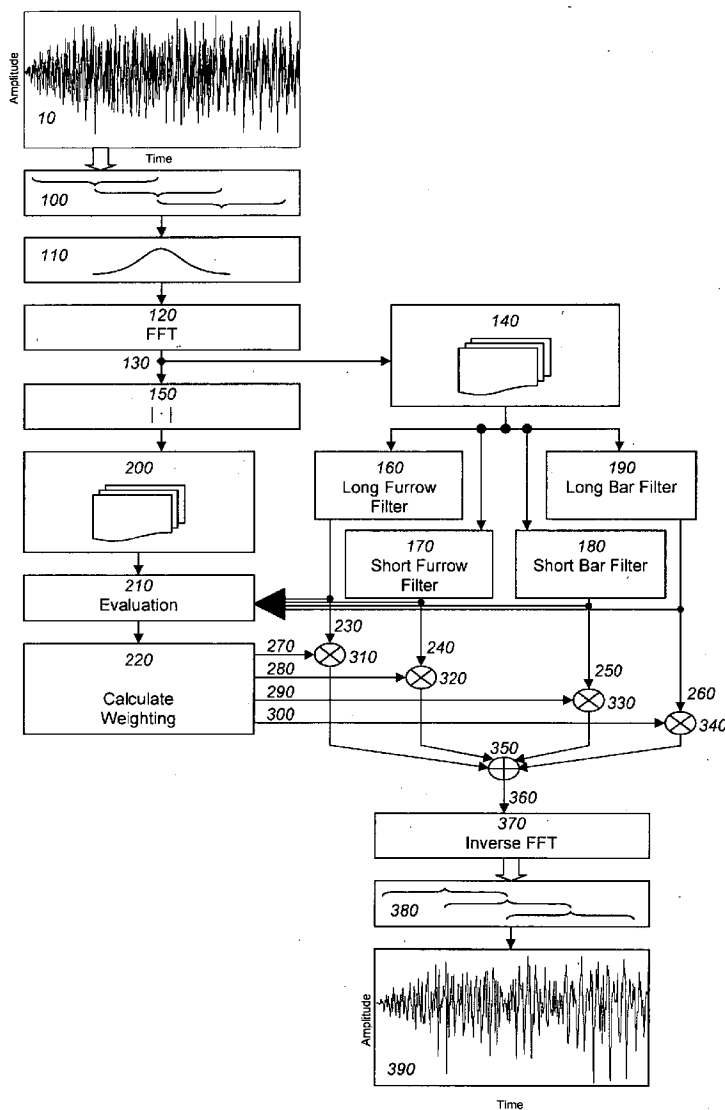 Amplitude
10
Time
100
110
120
FFT
130
140
150
|·|
200
160
Long Furrow
Filter
190
Long Bar Filter
170
Short Furrow
Filter
180
Short Bar Filter
210
Evaluation
230
240
250
260
220
Calculate
Weighting
270
280
290
300
310
320
330
340
350
360
370
Inverse FFT
380
Amplitude
390
Time